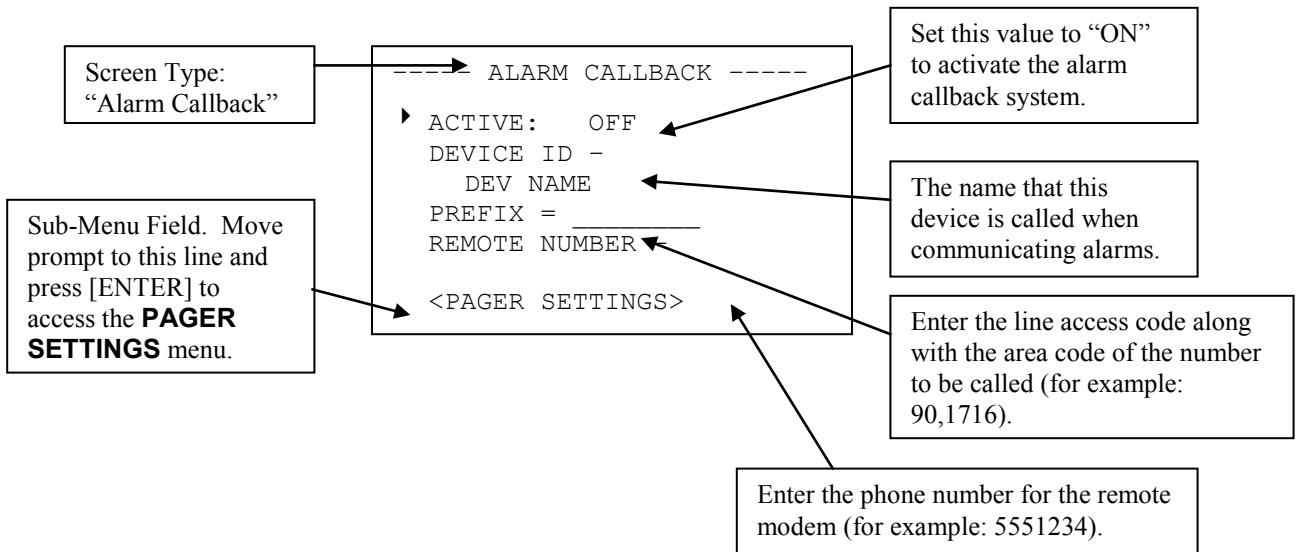 Screen Type:
“Alarm Callback”
----- ALARM CALLBACK -----
ACTIVE: OFF
DEVICE ID –
DEV NAME
PREFIX = ________
REMOTE NUMBER –
<PAGER SETTINGS>
Set this value to “ON”
to activate the alarm
callback system.
The name that this
device is called when
communicating alarms.
Sub-Menu Field. Move
prompt to this line and
press [ENTER] to
access the PAGER
SETTINGS menu.
Enter the line access code along
with the area code of the number
to be called (for example:
90,1716).
Enter the phone number for the remote
modem (for example: 5551234).